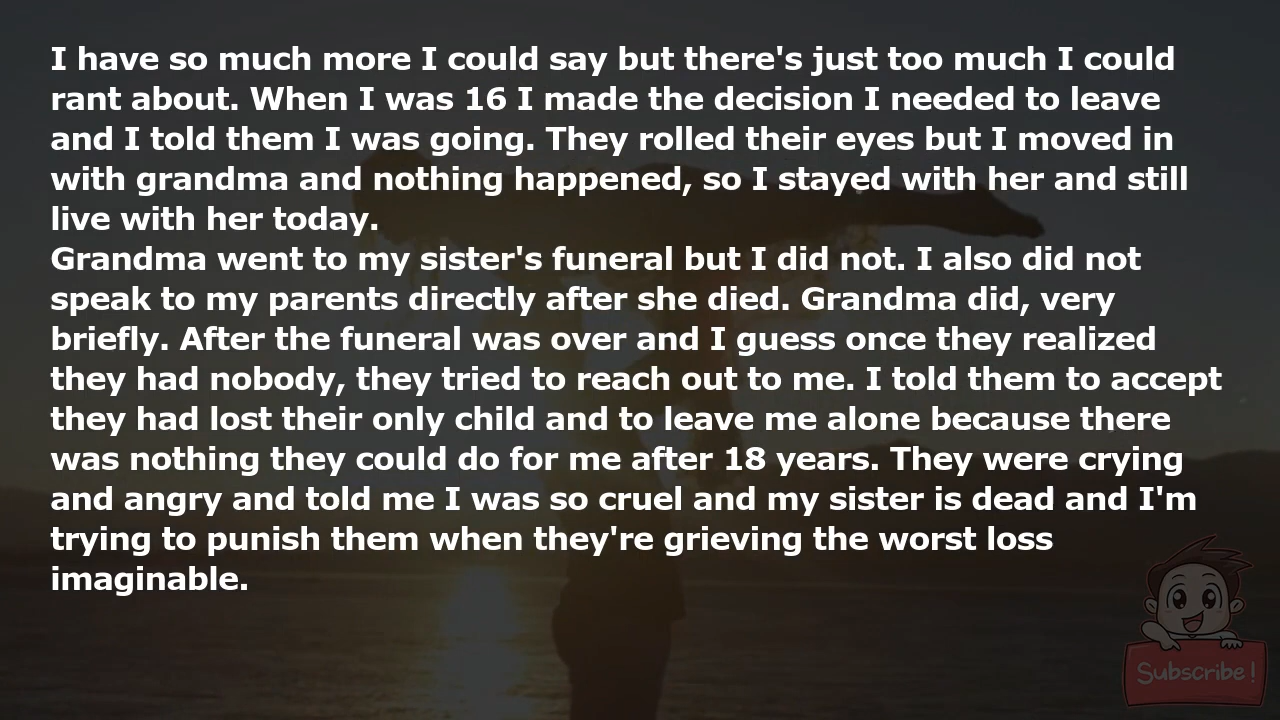 I have so much more I could say but there's just too much I could
rant about. When I was 16 I made the decision I needed to leave
and I told them I was going. They rolled their eyes but I moved in
with grandma and nothing happened, so I stayed with her and still
live with her today.
Grandma went to my sister's funeral but I did not. I also did not
speak to my parents directly after she died. Grandma did, very
briefly. After the funeral was over and I guess once they realized
they had nobody, they tried to reach out to me. I told them to accept
they had lost their only child and to leave me alone because there
was nothing they could do for me after 18 years. They were crying
and angry and told me I was so cruel and my sister is dead and I'm
trying to punish them when they're grieving the worst loss
imaginable.
Subscribe!